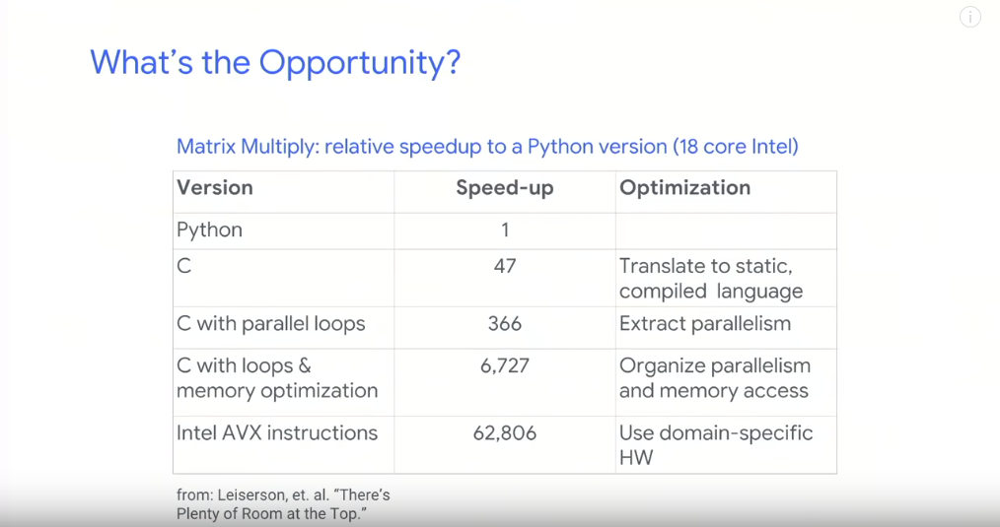 What's the Opportunity?
Matrix Multiply: relative speedup to a Python version (18 core Intel)
Version Speed-up Optimization
Python 1
C 47 Translate to static,
compiled language
C with parallel loops 366 Extract parallelism
C with loops & 6,727 Organize parallelism
memory optimization and memory access
Intel AVX instructions 62,806 Use domain-specific
HW
from: Leiserson, et. al. “There's
Plenty of Room at the Top.”